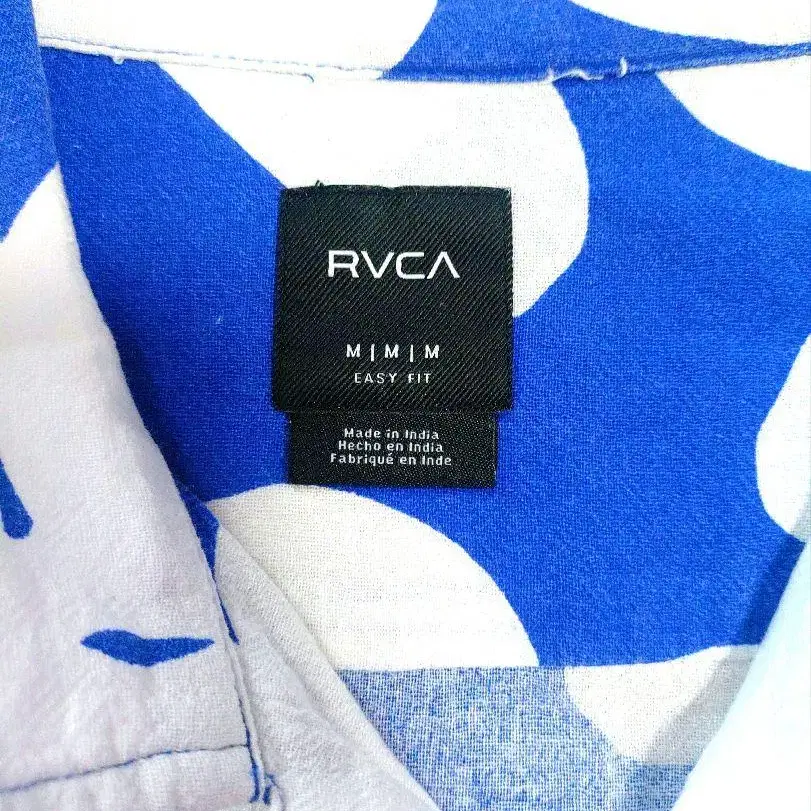 RVCA
M | M | M
EASY FIT
Made in India
Hecho en India
Fabriqué en Inde